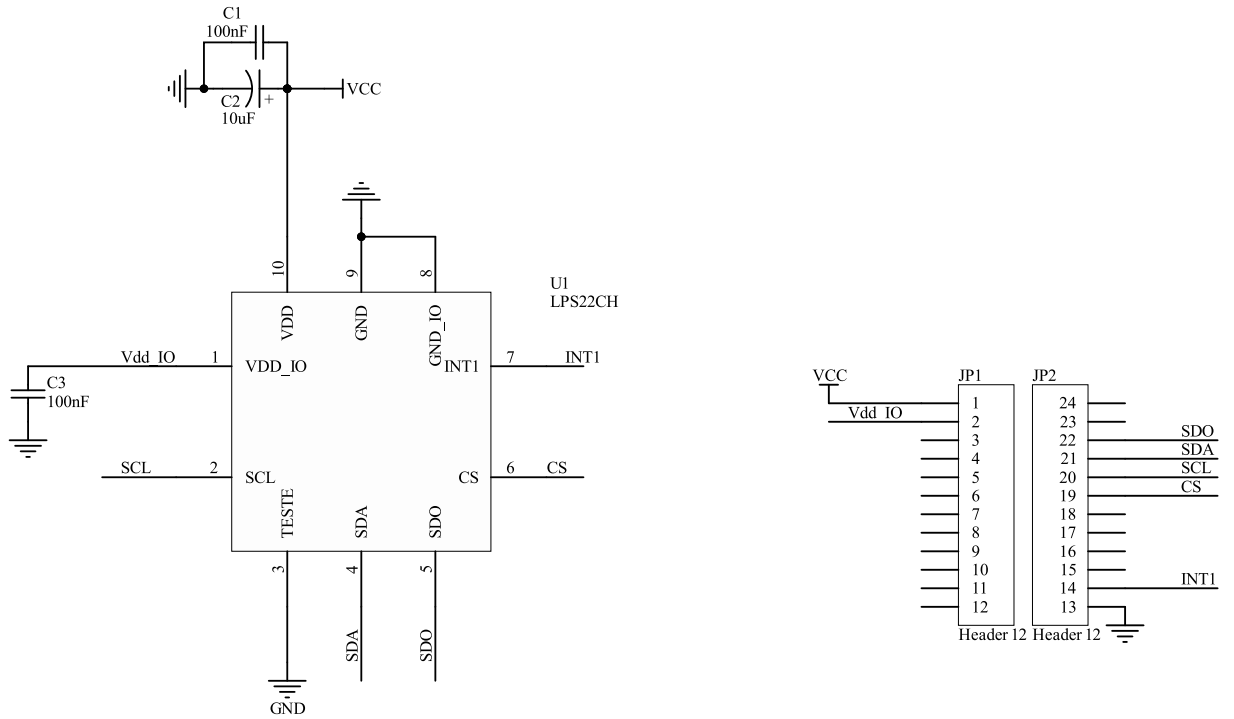 C1
100nF
C2
+
10uF
VCC
10
9
8
U1
LPS22CH
VDD
GND
GND_IO
Vdd_IO
1
VDD_IO
INT1
7
INT1
C3
100nF
SCL
2
SCL
CS
6
CS
TESTE
SDA
SDO
3
4
5
SDA
SDO
GND
VCC
Vdd_IO
JP1
1
2
3
4
5
6
7
8
9
10
11
12
Header 12
JP2
24
23
22
21
20
19
18
17
16
15
14
13
Header 12
SDO
SDA
SCL
CS
INT1